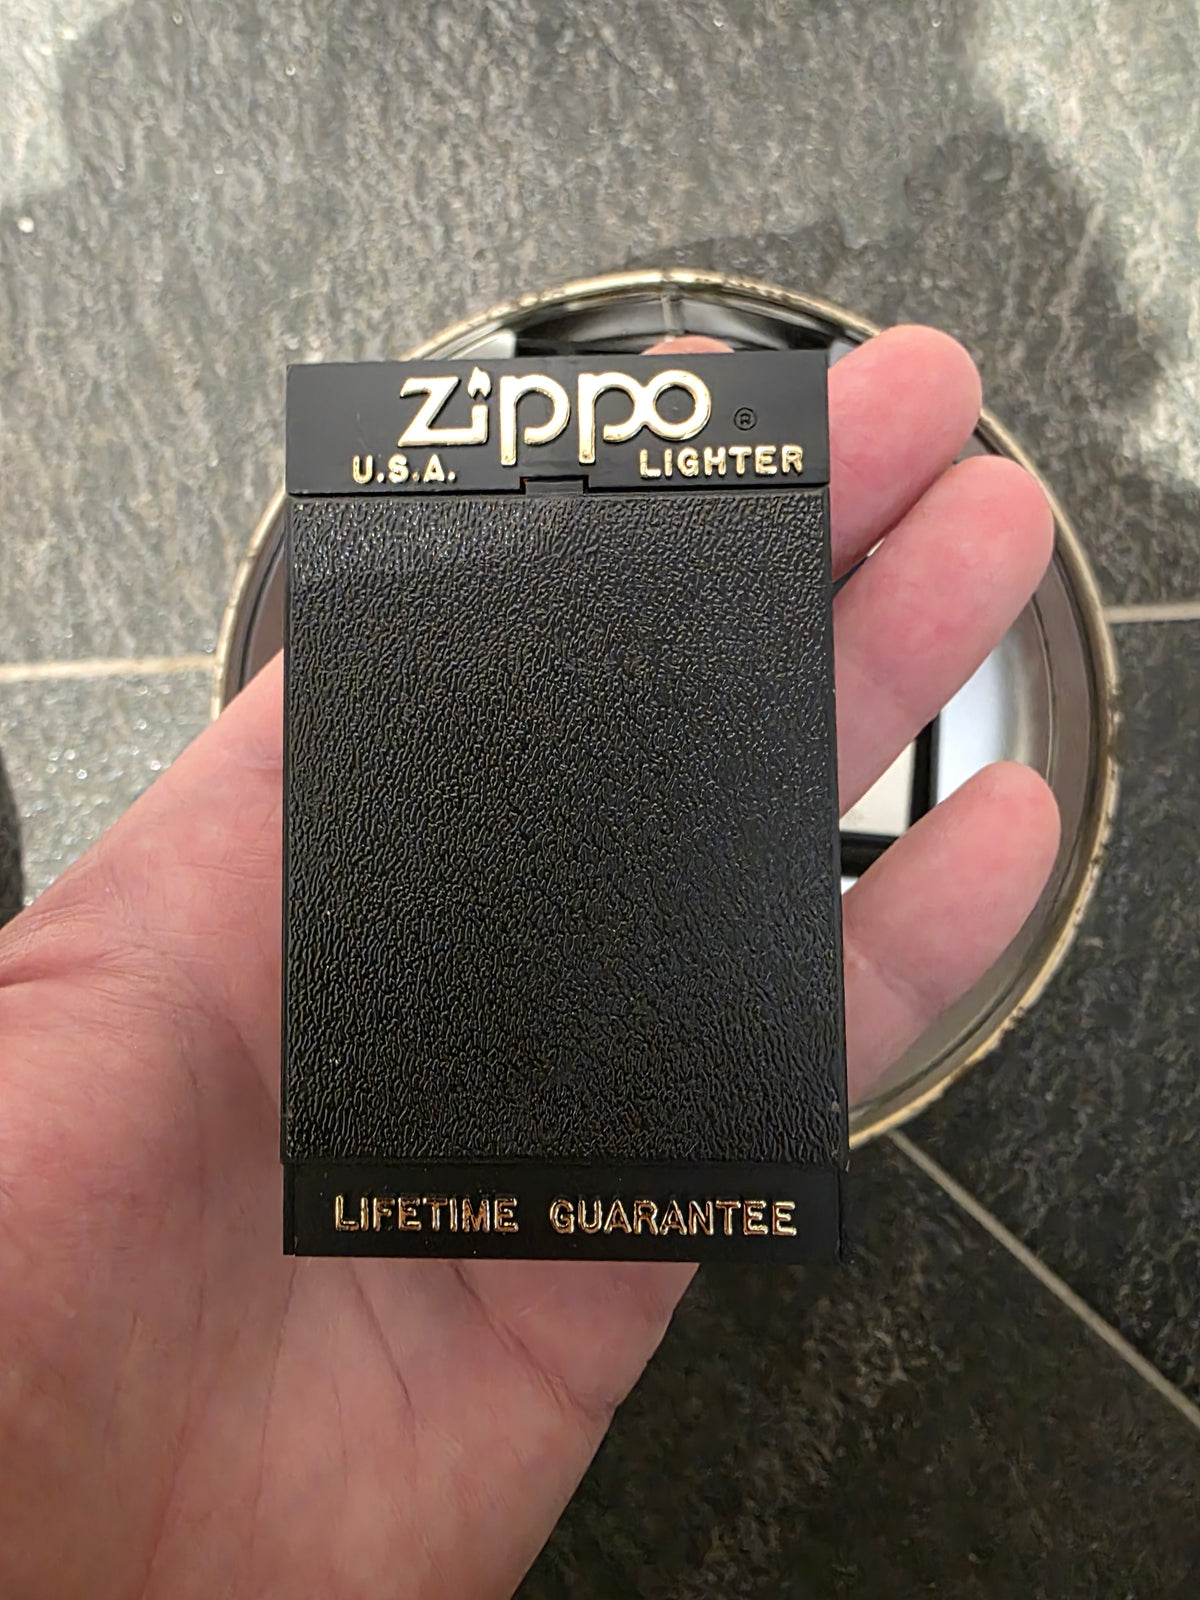 Zippo ®
U.S.A. LIGHTER
LIFETIME GUARANTEE